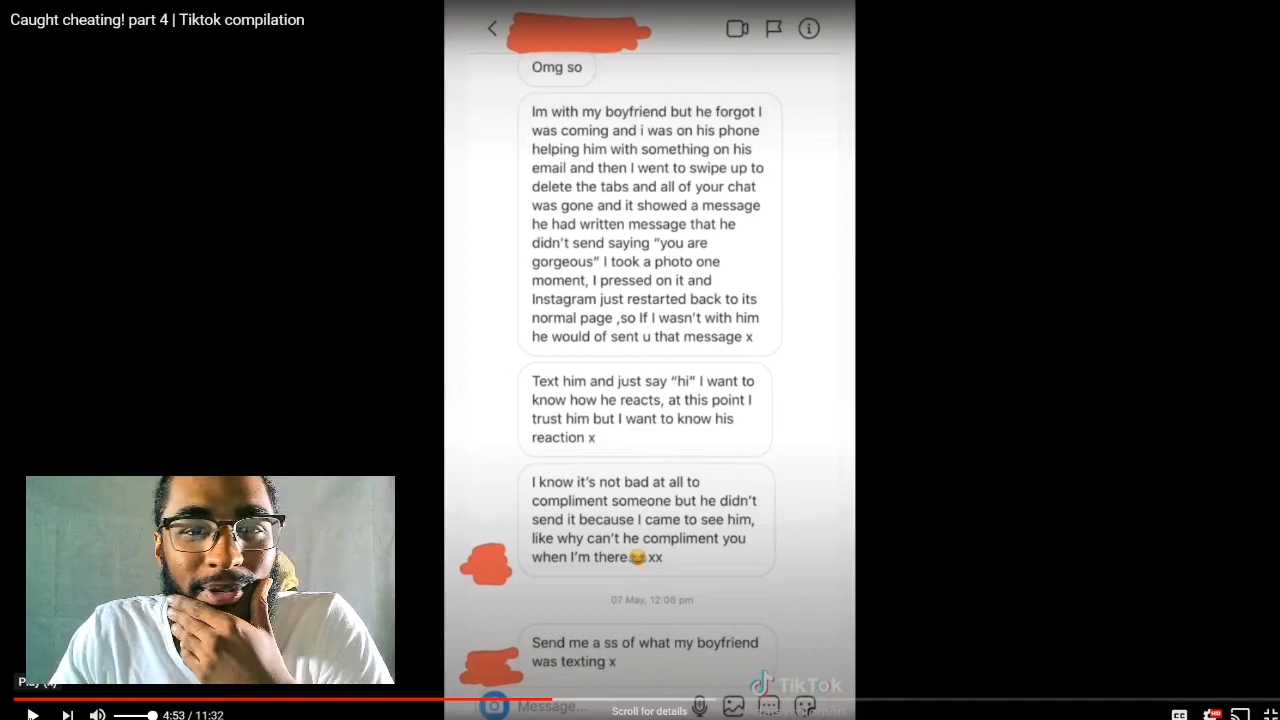 Caught cheating! part 4 | Tiktok compilation
Omg so
Im with my boyfriend but he forgot I
was coming and i was on his phone
helping him with something on his
email and then I went to swipe up to
delete the tabs and all of your chat
was gone and it showed a message
he had written message that he
didn't send saying “you are
gorgeous” I took a photo one
moment, I pressed on it and
Instagram just restarted back to its
normal page ,so If I wasn't with him
he would of sent u that message x
Text him and just say “hi” I want to
know how he reacts, at this point I
trust him but I want to know his
reaction x
I know it's not bad at all to
compliment someone but he didn't
send it because I came to see him,
like why can't he compliment you
when I'm there😂xx
07 May, 12:08 pm
Send me a ss of what my boyfriend
was texting x
TikTok
Message...
Scroll for details
4:53 / 11:32
CC
HD